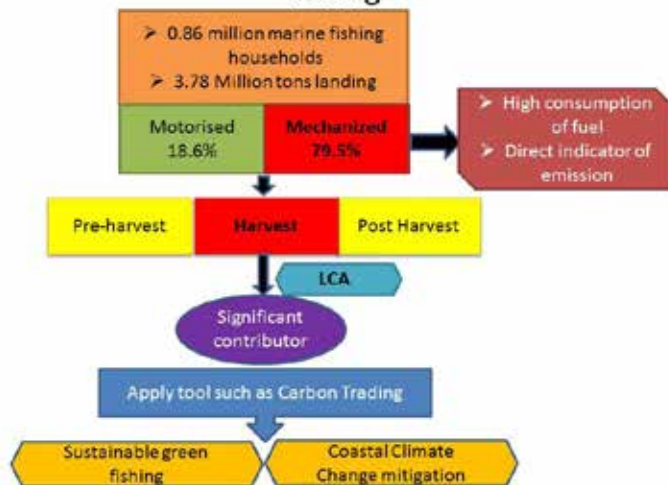 ➢ 0.86 million marine fishing
households
➢ 3.78 Million tons landing
Motorised
18.6%
Mechanized
79.5%
➢ High consumption
of fuel
➢ Direct indicator of
emission
Pre-harvest
Harvest
Post Harvest
LCA
Significant
contributor
Apply tool such as Carbon Trading
Sustainable green
fishing
Coastal Climate
Change mitigation